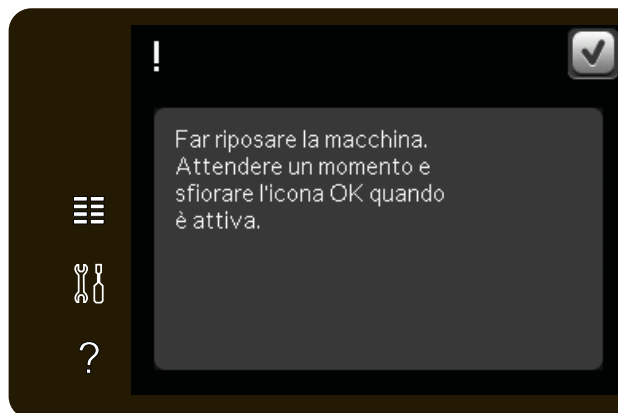 !
Far riposare la macchina.
Attendere un momento e
sfiorare l'icona OK quando
è attiva.
?